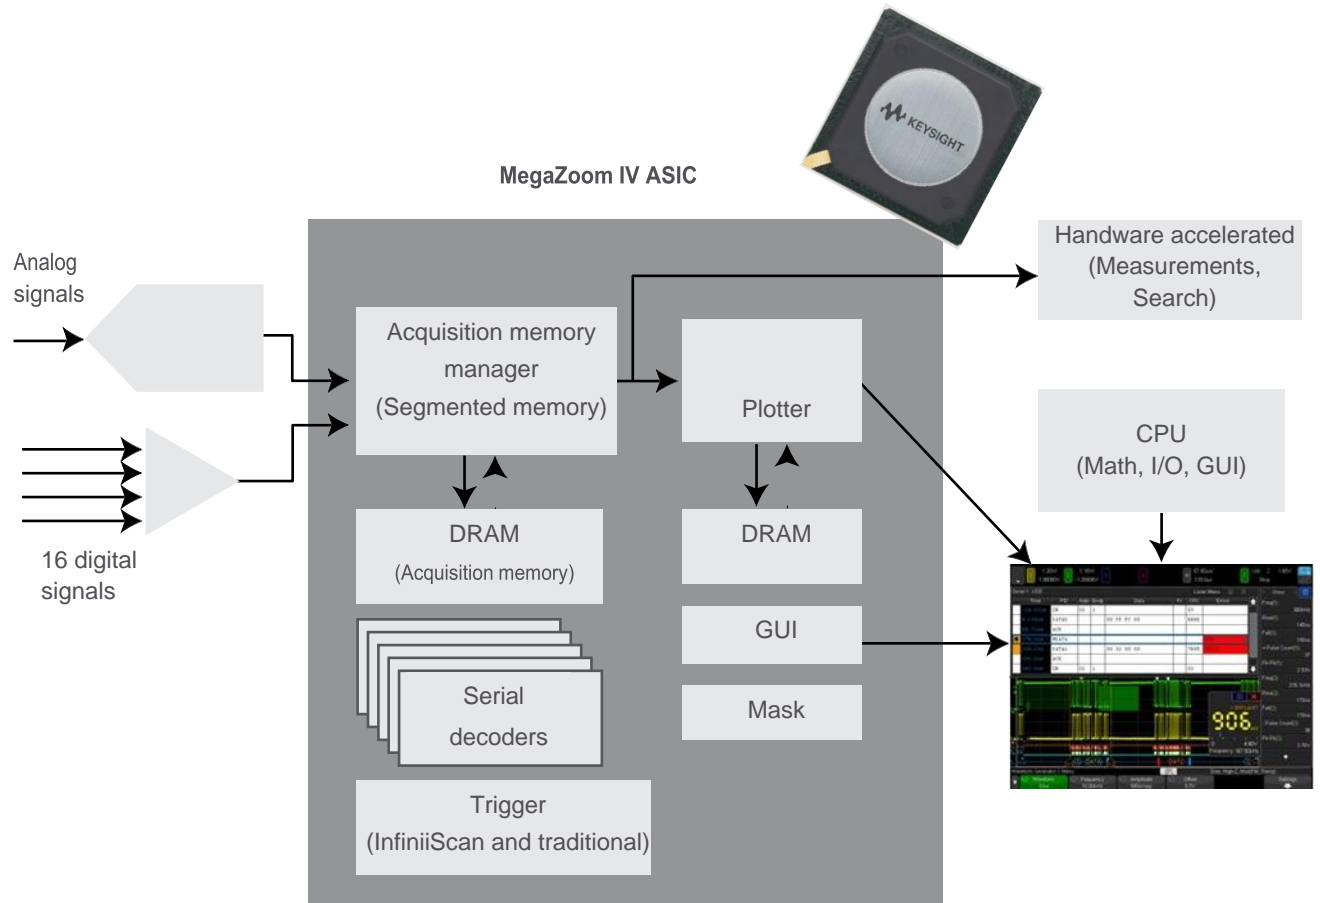 KEYSIGHT
MegaZoom IV ASIC
Analog
signals
16 digital
signals
Acquisition memory
manager
(Segmented memory)
DRAM
(Acquisition memory)
Serial
decoders
Trigger
(InfiniiScan and traditional)
Plotter
DRAM
GUI
Mask
Hardware accelerated
(Measurements,
Search)
CPU
(Math, I/O, GUI)
906